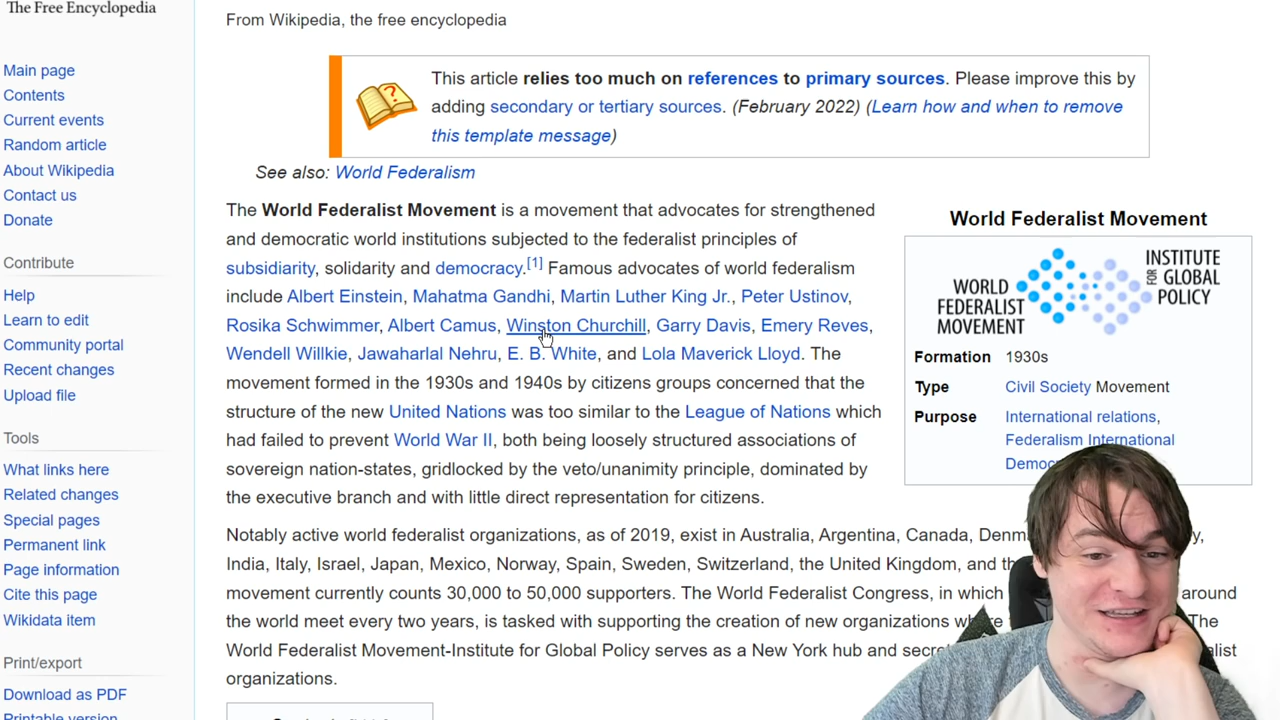 The Free Encyclopedia
Main page
Contents
Current events
Random article
About Wikipedia
Contact us
Donate
Contribute
Help
Learn to edit
Community portal
Recent changes
Upload file
Tools
What links here
Related changes
Special pages
Permanent link
Page information
Cite this page
Wikidata item
Print/export
Download as PDF
Printable version
From Wikipedia, the free encyclopedia
This article relies too much on references to primary sources. Please improve this by
adding secondary or tertiary sources. (February 2022) (Learn how and when to remove
this template message)
See also: World Federalism
The World Federalist Movement is a movement that advocates for strengthened
and democratic world institutions subjected to the federalist principles of
subsidiarity, solidarity and democracy.[1] Famous advocates of world federalism
include Albert Einstein, Mahatma Gandhi, Martin Luther King Jr., Peter Ustinov,
Rosika Schwimmer, Albert Camus, Winston Churchill, Garry Davis, Emery Reves,
Wendell Willkie, Jawaharlal Nehru, E. B. White, and Lola Maverick Lloyd. The
movement formed in the 1930s and 1940s by citizens groups concerned that the
structure of the new United Nations was too similar to the League of Nations which
had failed to prevent World War II, both being loosely structured associations of
sovereign nation-states, gridlocked by the veto/unanimity principle, dominated by
the executive branch and with little direct representation for citizens.
World Federalist Movement
WORLD
FEDERALIST
MOVEMENT
INSTITUTE
FOR GLOBAL
POLICY
Formation 1930s
Type Civil Society Movement
Purpose International relations,
Federalism International
Notably active world federalist organizations, as of 2019, exist in Australia, Argentina, Canada,
India, Italy, Israel, Japan, Mexico, Norway, Spain, Sweden, Switzerland, the United Kingdom, and
movement currently counts 30,000 to 50,000 supporters. The World Federalist Congress, in which around
the world meet every two years, is tasked with supporting the creation of new organizations The
World Federalist Movement-Institute for Global Policy serves as a New York hub and
organizations.